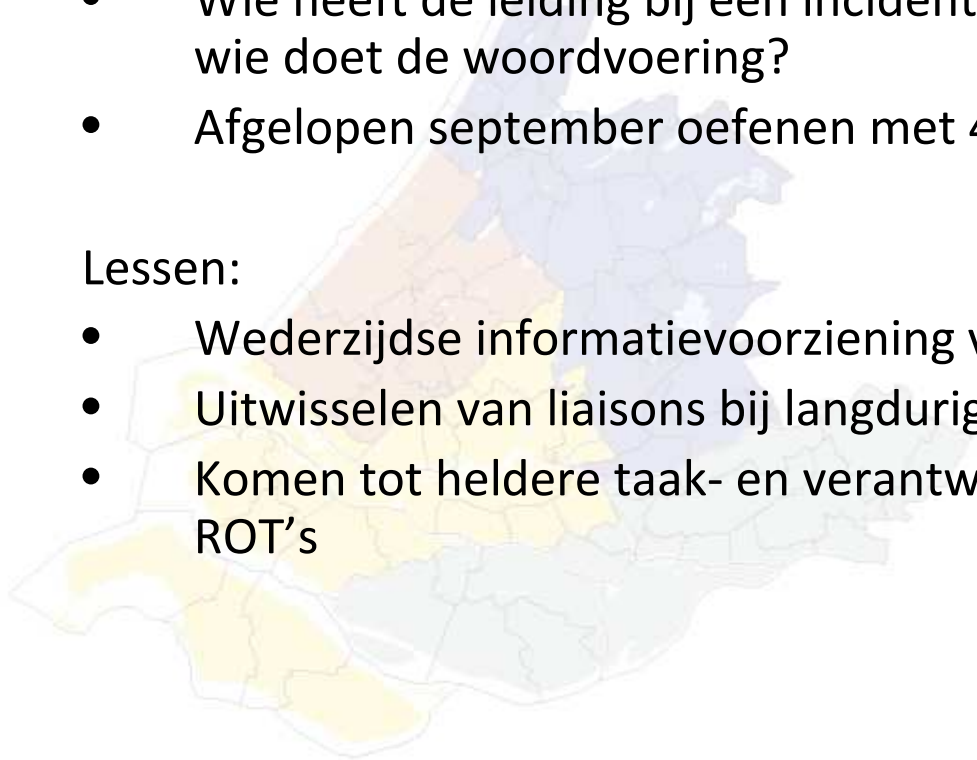 • Wie heeft de leiding bij een incident
wie doet de woordvoering?
• Afgelopen september oefenen met
Lessen:
• Wederzijdse informatievoorziening
• Uitwisselen van liaisons bij
• Komen tot heldere taak- en
ROT’s